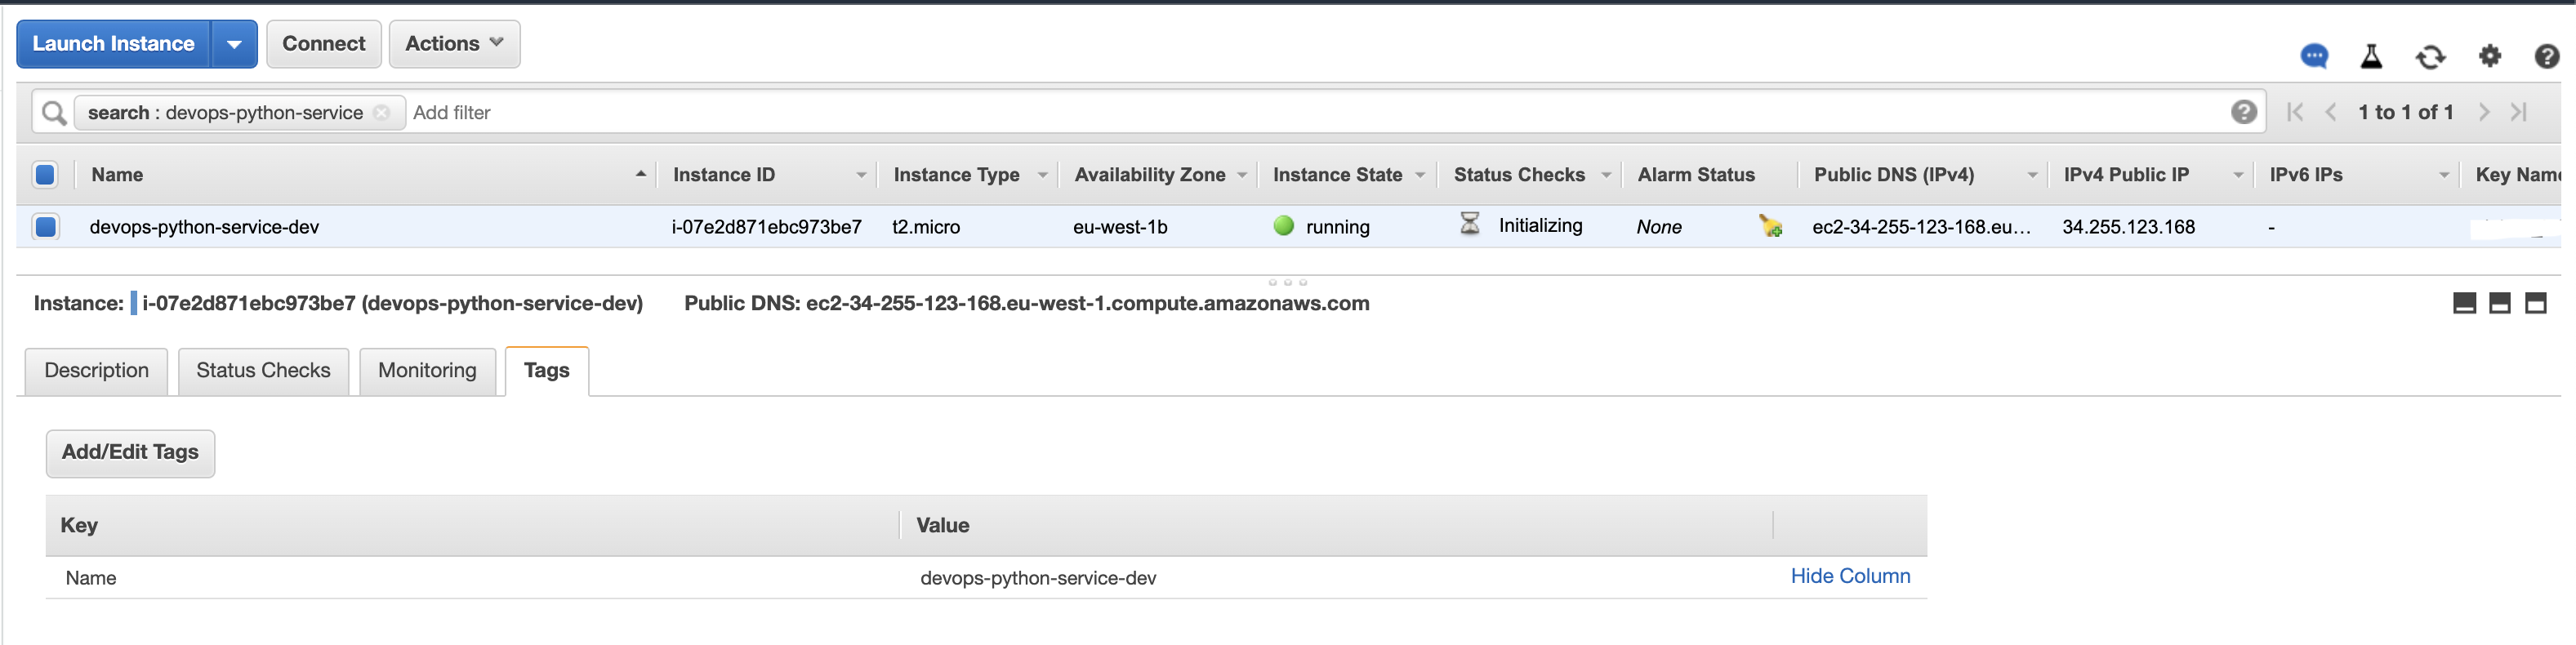 Launch Instance Connect Actions
search : devops-python-service Add filter 1 to 1 of 1
Name Instance ID Instance Type Availability Zone Instance State Status Checks Alarm Status Public DNS (IPv4) IPv4 Public IP IPv6 IPs Key Name
devops-python-service-dev i-07e2d871ebc973be7 t2.micro eu-west-1b running Initializing None ec2-34-255-123-168.eu... 34.255.123.168 -
Instance: i-07e2d871ebc973be7 (devops-python-service-dev) Public DNS: ec2-34-255-123-168.eu-west-1.compute.amazonaws.com
Description Status Checks Monitoring Tags
Add/Edit Tags
Key Value
Name devops-python-service-dev Hide Column